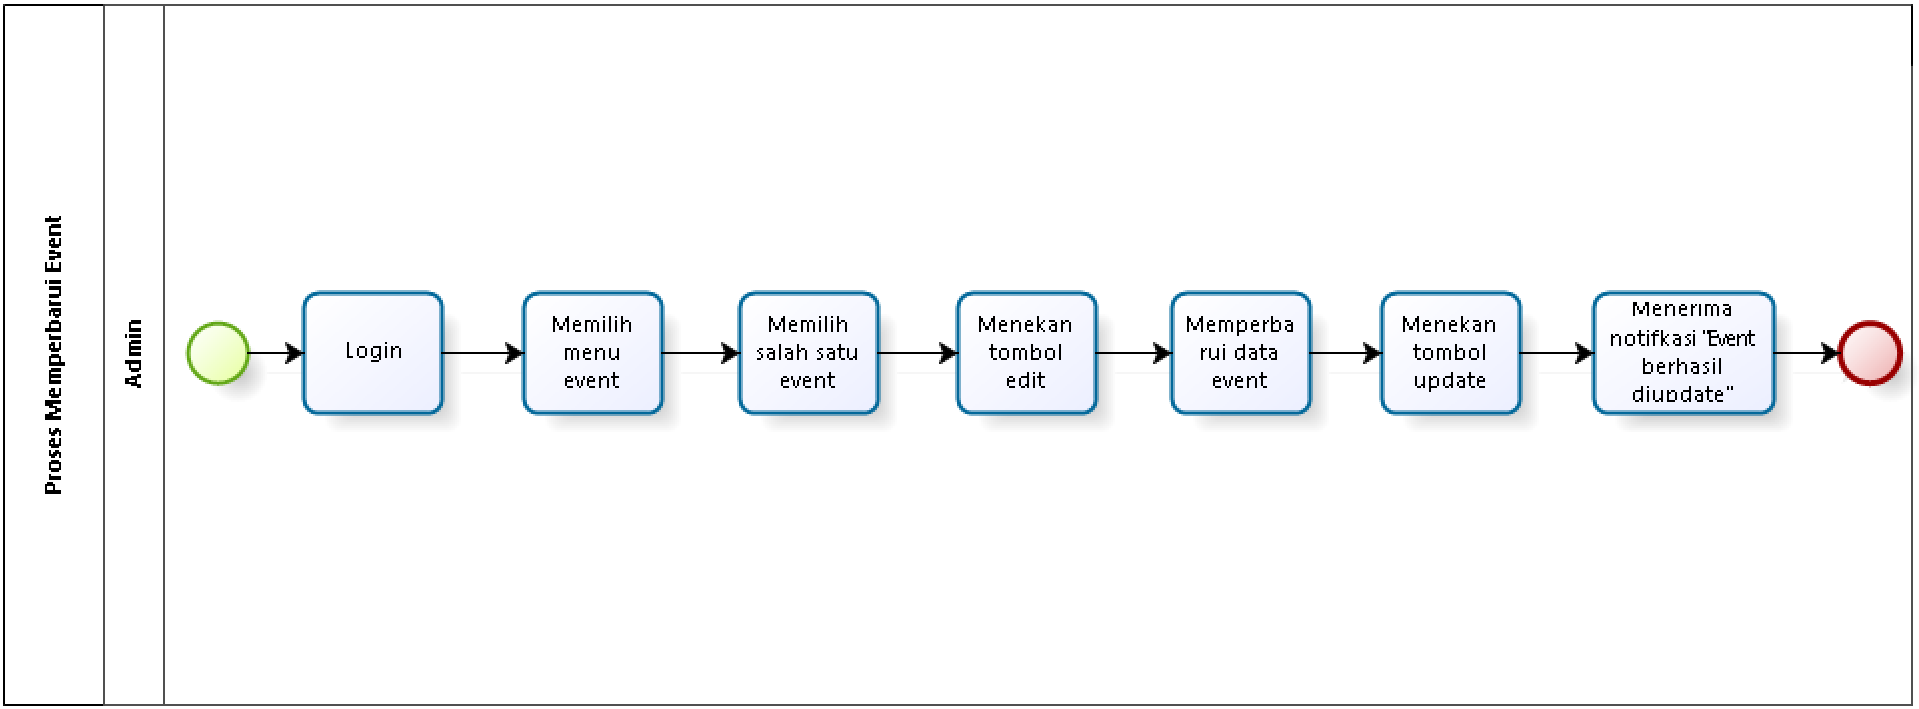 Proses Memperbarui Event
Admin
Login
Memilih
menu
event
Memilih
salah satu
event
Menekan
tombol
edit
Memperba
rui data
event
Menekan
tombol
update
Menerima
notifkasi "Event
berhasil
diupdate"